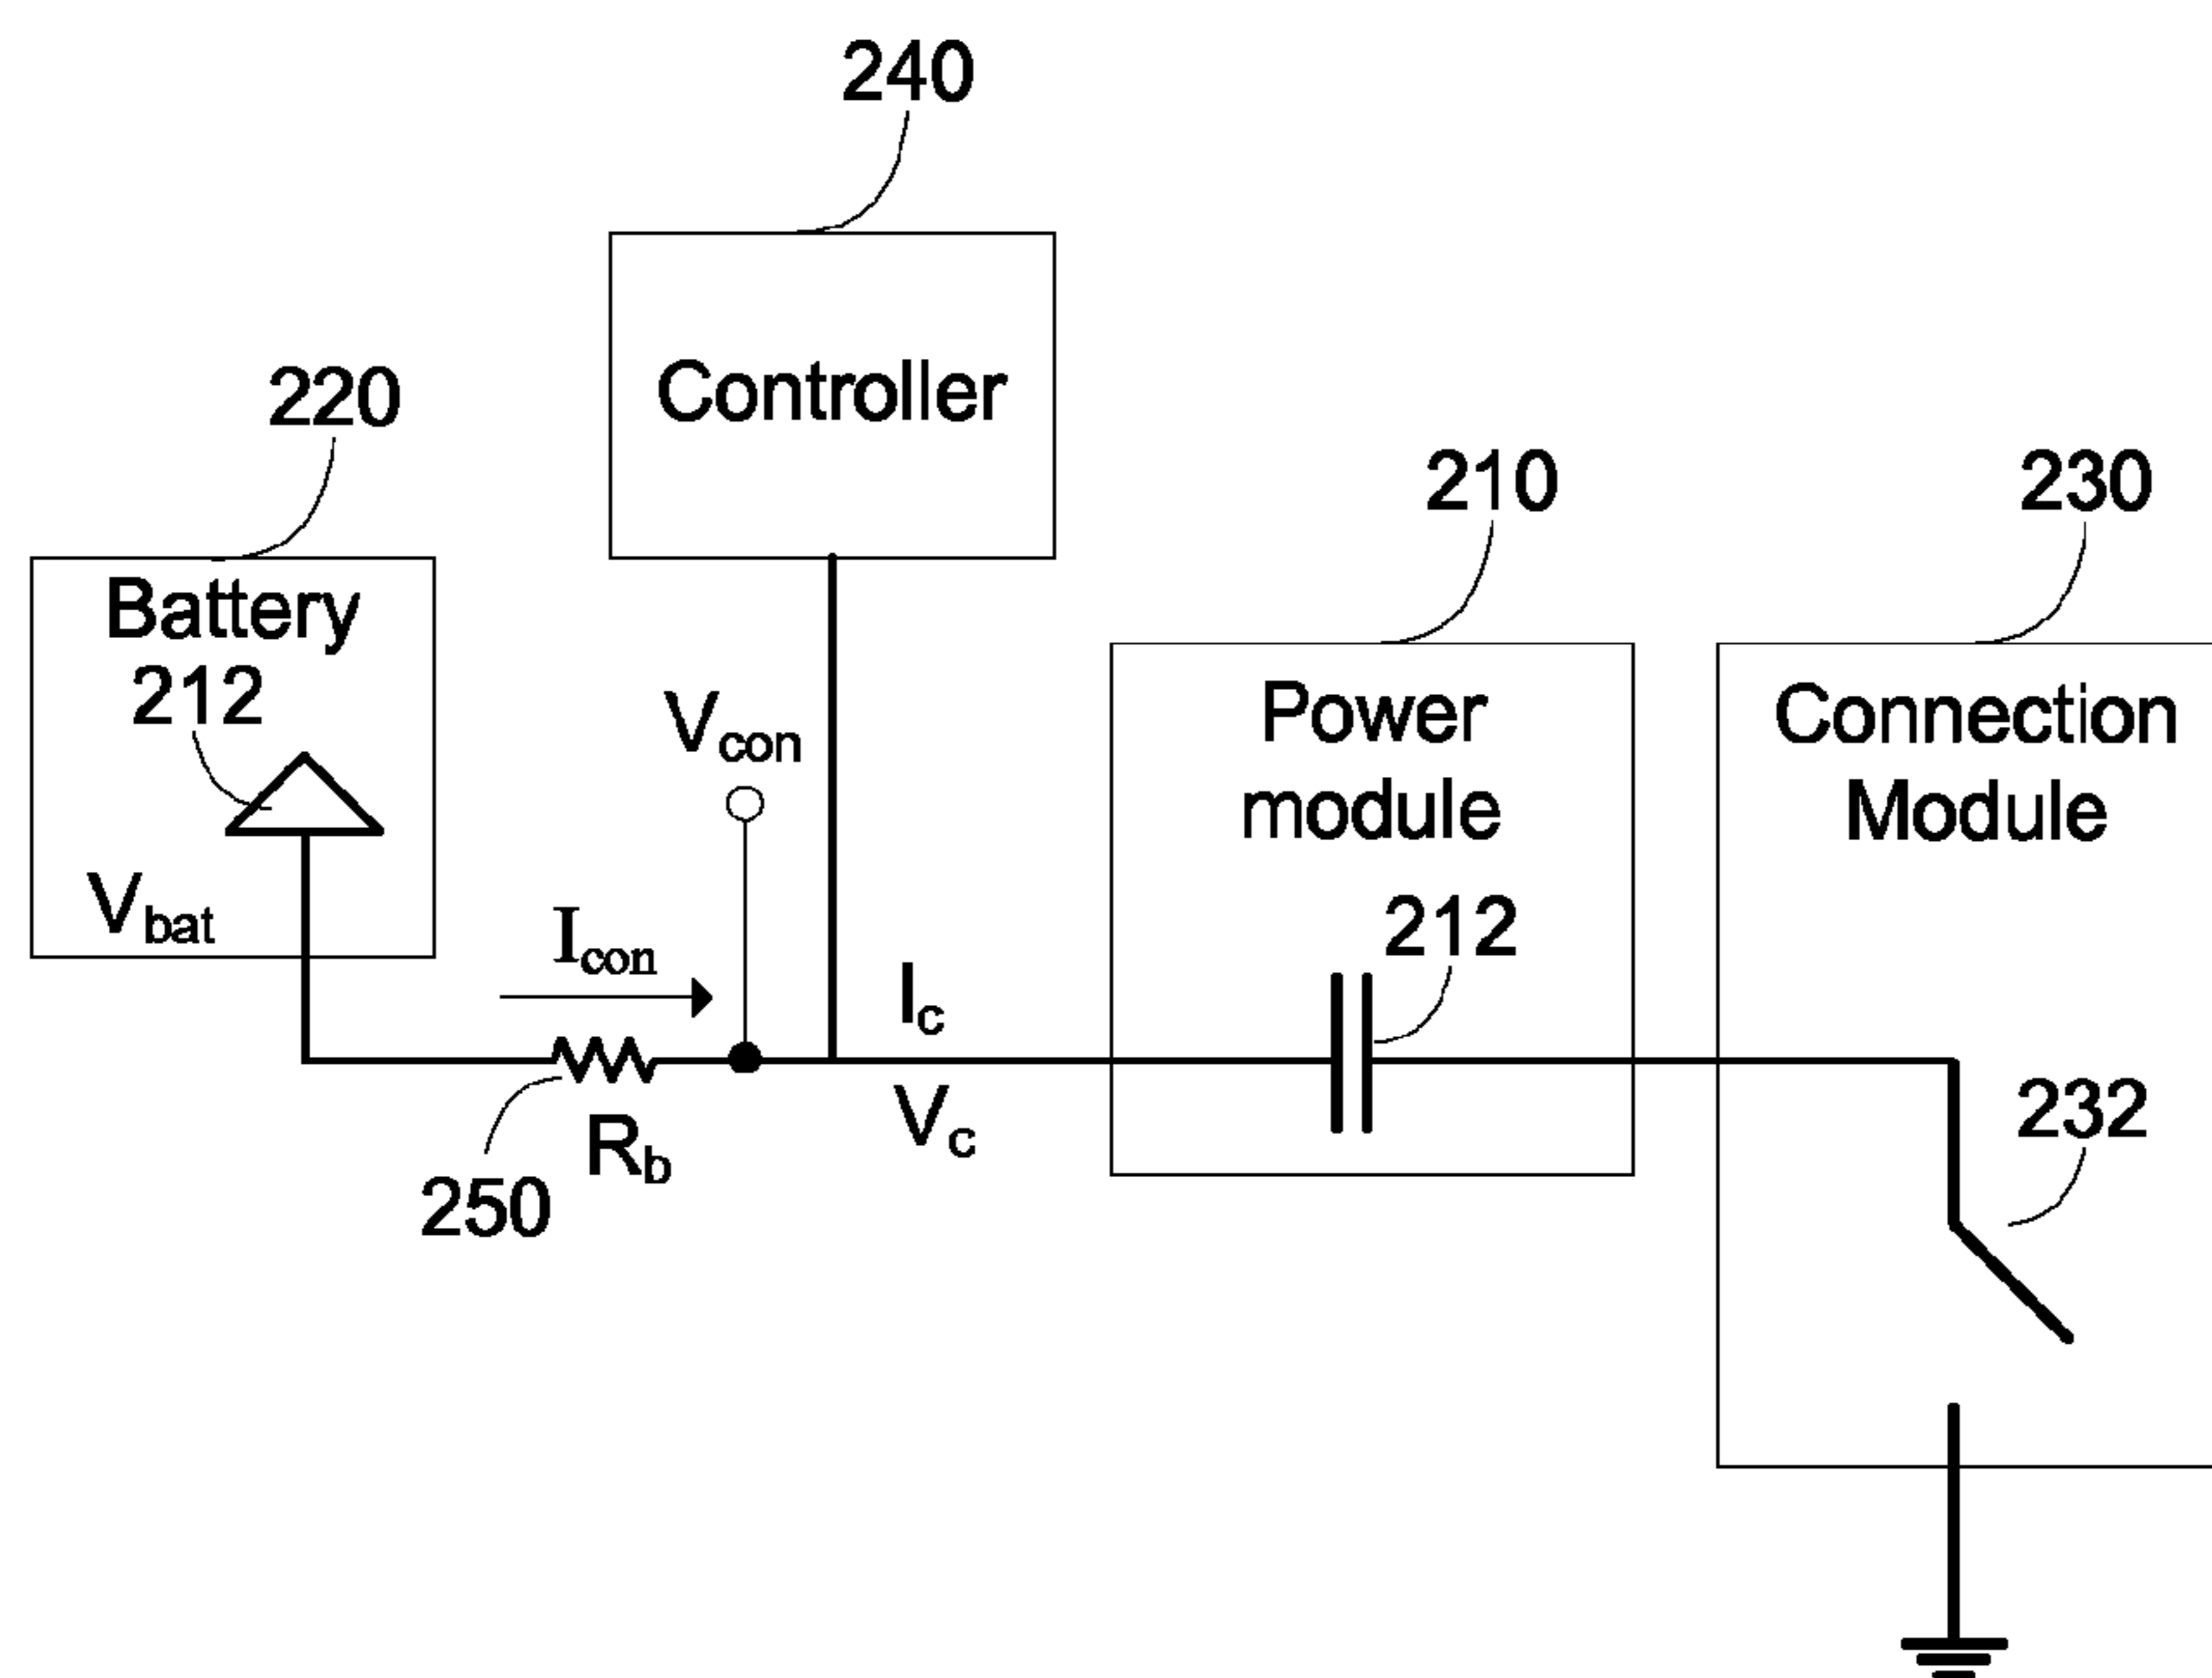 240
Controller
220
Battery
212
Vbat
Vcon
Icon
Ic
Vc
Rb
250
210
Power
module
212
230
Connection
Module
232